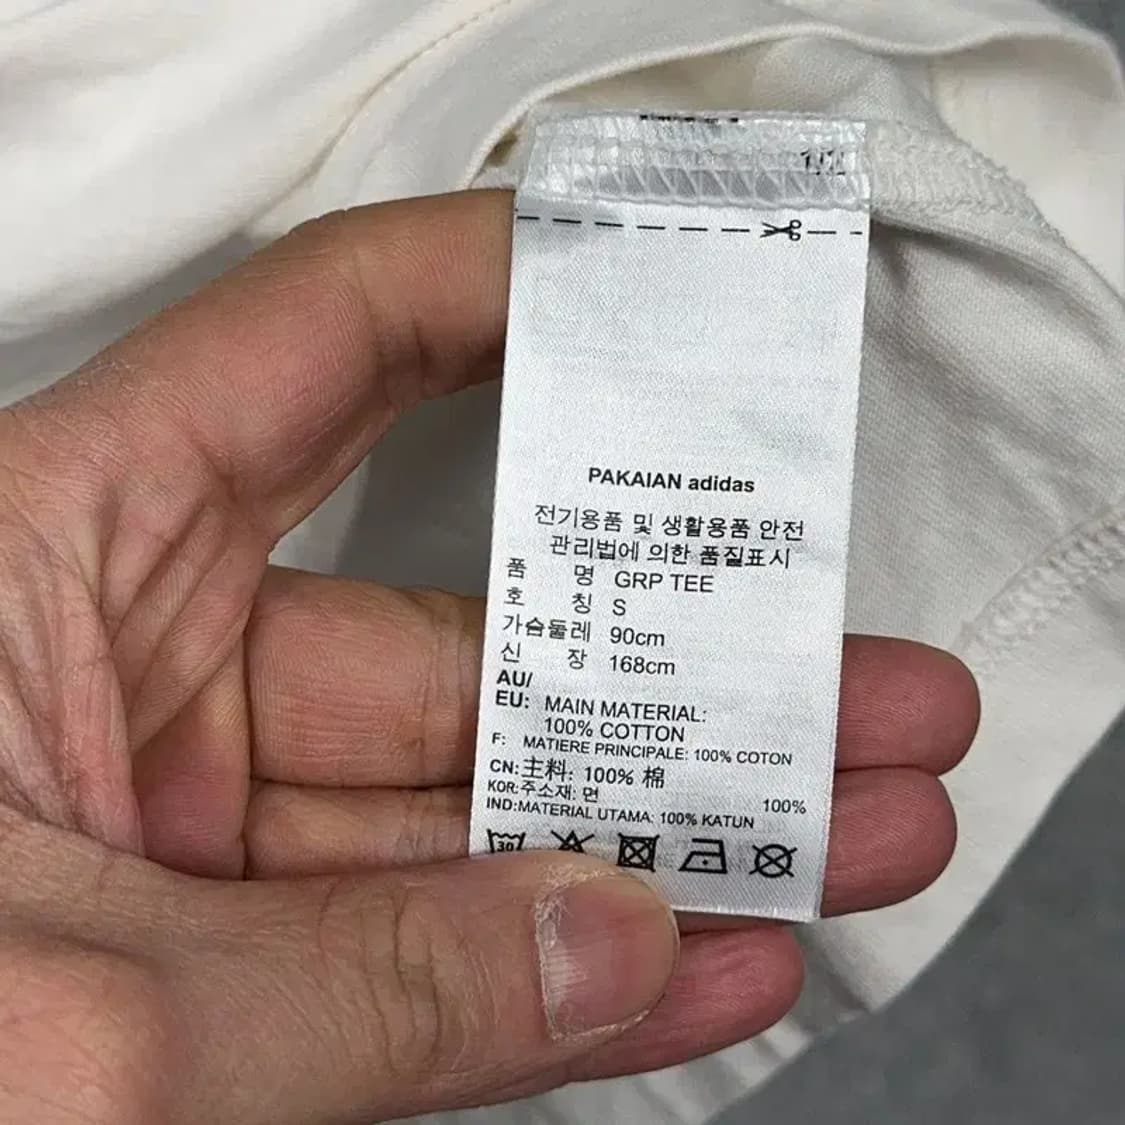 1/1
PAKAIAN adidas
전기용품 및 생활용품 안전
관리법에 의한 품질표시
품 명 GRP TEE
호 칭 S
가슴둘레 90cm
신 장 168cm
AU/
EU: MAIN MATERIAL:
100% COTTON
F: MATIERE PRINCIPALE: 100% COTON
CN:主料: 100% 棉
KOR:주소재: 면 100%
IND:MATERIAL UTAMA: 100% KATUN
30